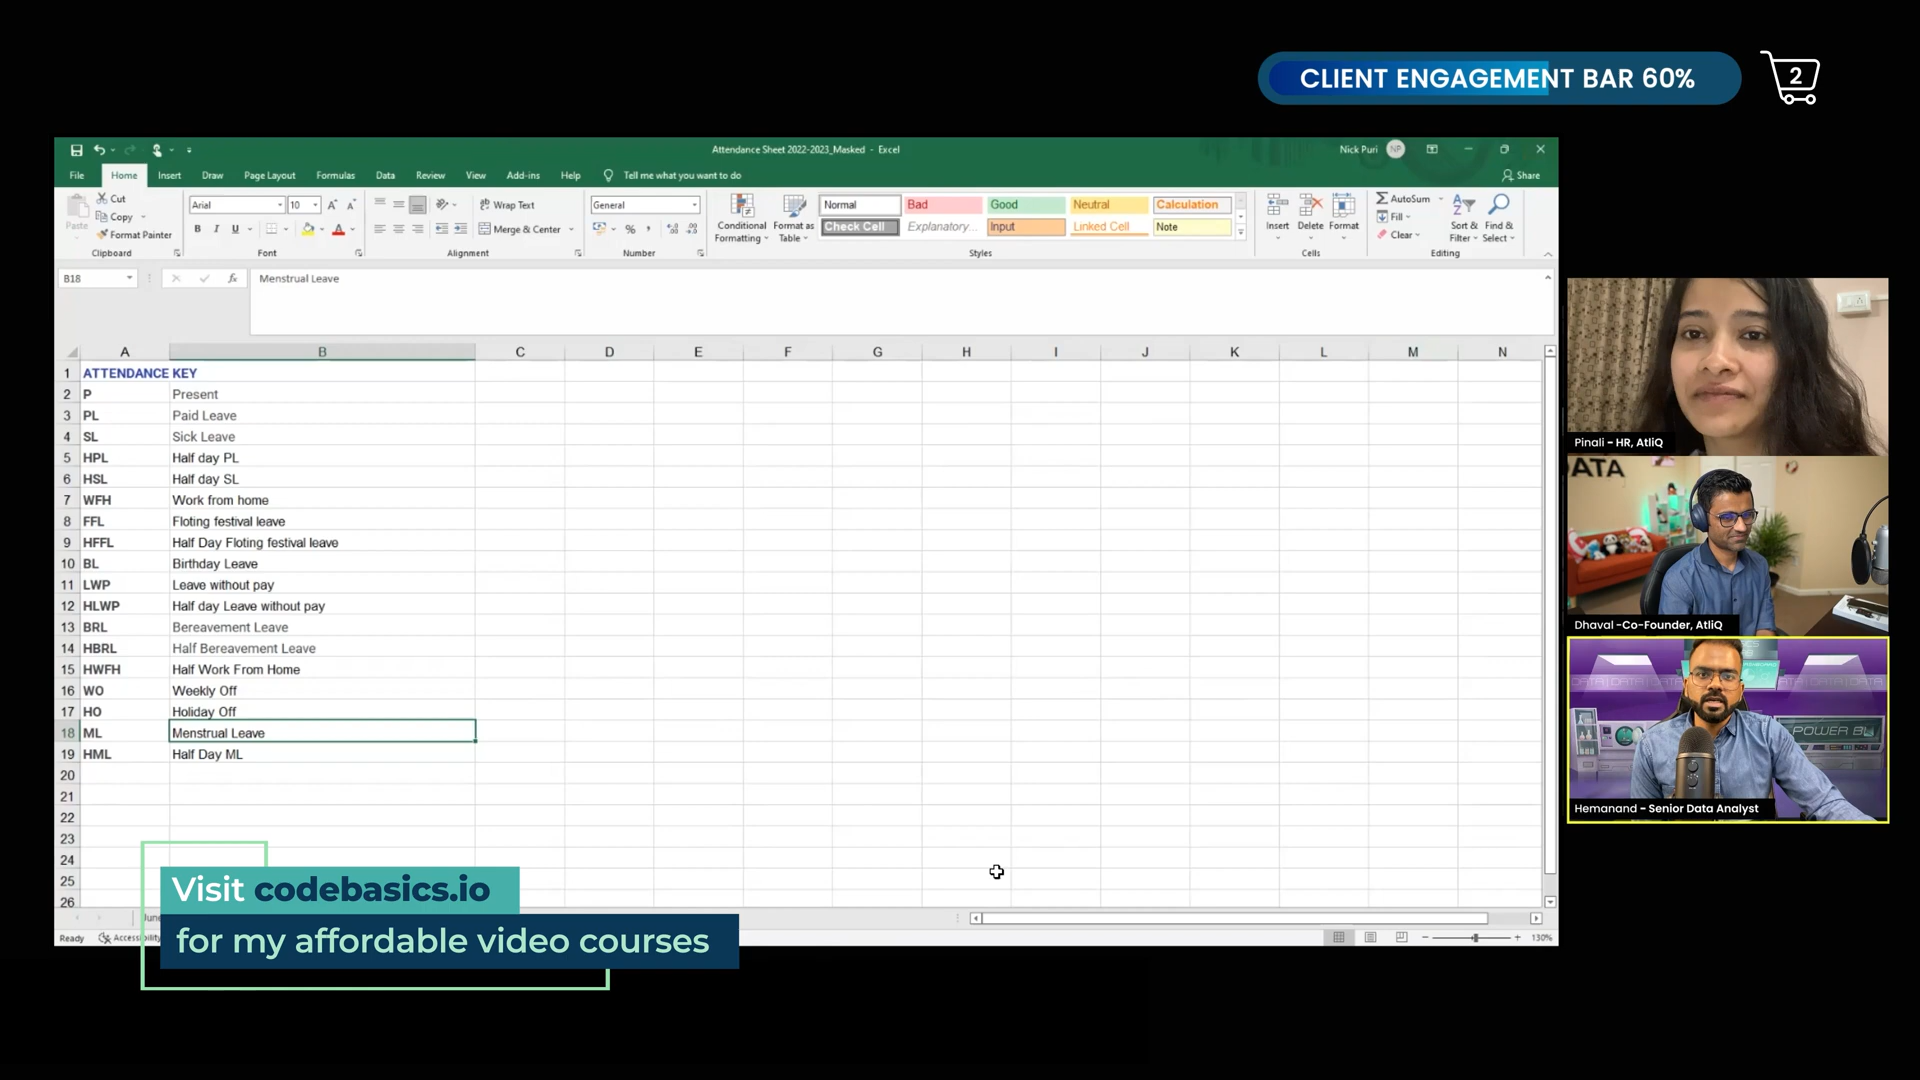 CLIENT ENGAGEMENT BAR 60%
2
Attendance Sheet 2022-2023_Masked - Excel
Nick Puri NP
File Home Insert Draw Page Layout Formulas Data Review View Add-ins Help Tell me what you want to do Share
Paste
Cut
Copy
Format Painter
Clipboard
Arial 10
B I U
Font
Wrap Text
Merge & Center
Alignment
General
%
Number
Conditional Formatting
Format as Table
Normal Bad Good Neutral Calculation
Check Cell Explanatory... Input Linked Cell Note
Styles
Insert Delete Format
Cells
AutoSum
Fill
Clear
Sort & Filter
Find & Select
Editing
B18 fx Menstrual Leave
A B C D E F G H I J K L M N
1 ATTENDANCE KEY
2 P Present
3 PL Paid Leave
4 SL Sick Leave
5 HPL Half day PL
6 HSL Half day SL
7 WFH Work from home
8 FFL Floting festival leave
9 HFFL Half Day Floting festival leave
10 BL Birthday Leave
11 LWP Leave without pay
12 HLWP Half day Leave without pay
13 BRL Bereavement Leave
14 HBRL Half Bereavement Leave
15 HWFH Half Work From Home
16 WO Weekly Off
17 HO Holiday Off
18 ML Menstrual Leave
19 HML Half Day ML
20
21
22
23
24
25
26
Ready
130%
Visit codebasics.io
for my affordable video courses
Pinali - HR, AtliQ
DATA
Dhaval -Co-Founder, AtliQ
POWER BI
Hemanand - Senior Data Analyst